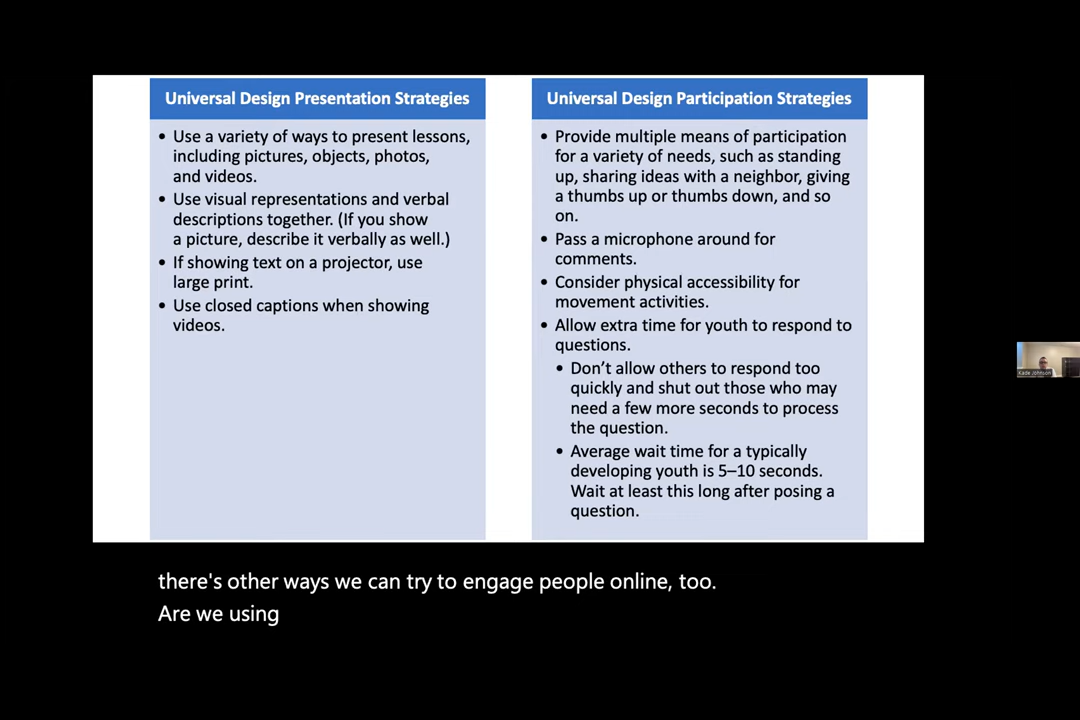 Universal Design Presentation Strategies
• Use a variety of ways to present lessons,
including pictures, objects, photos,
and videos.
• Use visual representations and verbal
descriptions together. (If you show
a picture, describe it verbally as well.)
• If showing text on a projector, use
large print.
• Use closed captions when showing
videos.
Universal Design Participation Strategies
• Provide multiple means of participation
for a variety of needs, such as standing
up, sharing ideas with a neighbor, giving
a thumbs up or thumbs down, and so
on.
• Pass a microphone around for
comments.
• Consider physical accessibility for
movement activities.
• Allow extra time for youth to respond to
questions.
• Don’t allow others to respond too
quickly and shut out those who may
need a few more seconds to process
the question.
• Average wait time for a typically
developing youth is 5–10 seconds.
Wait at least this long after posing a
question.
Kade Johnson
there's other ways we can try to engage people online, too.
Are we using